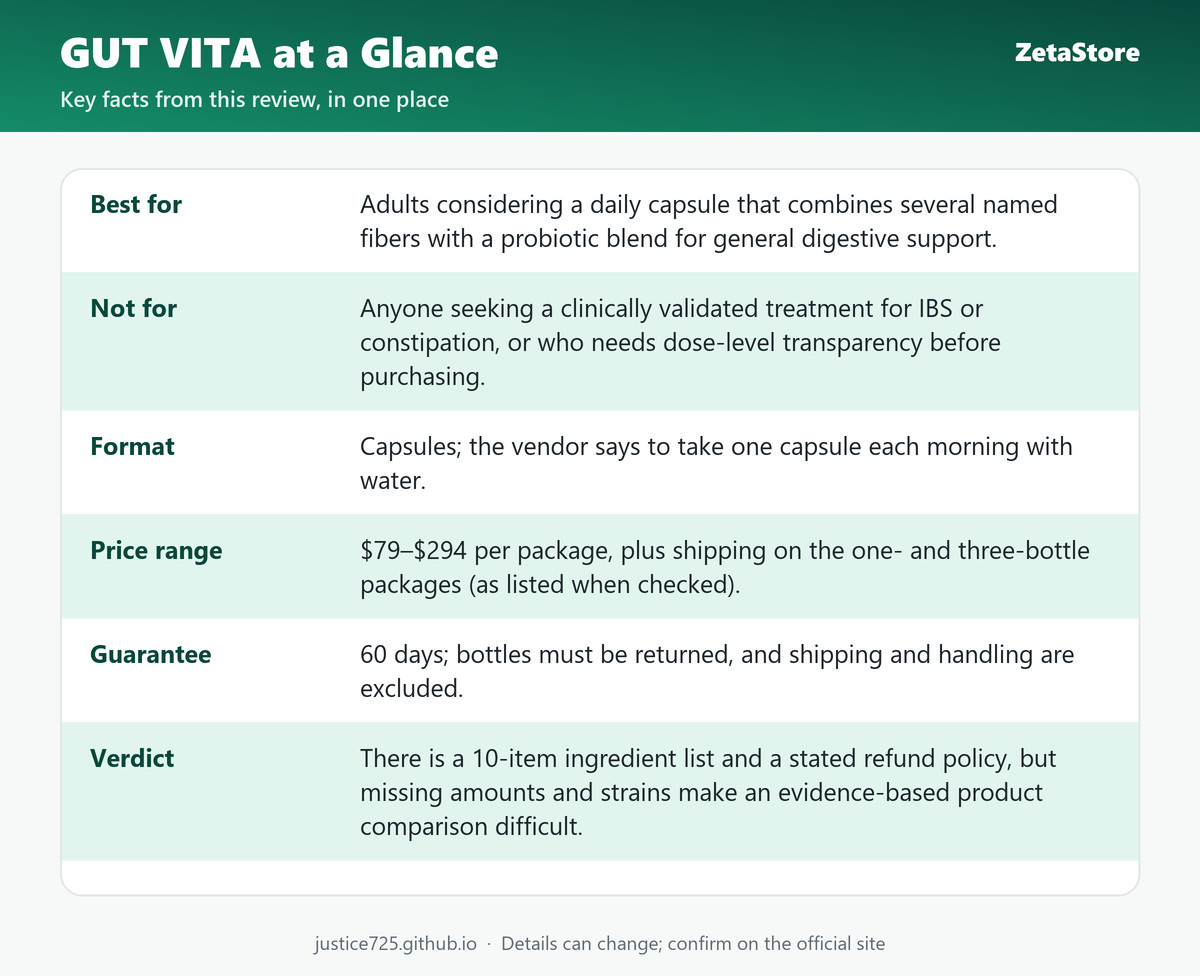 GUT VITA at a Glance
ZetaStore
Key facts from this review, in one place
Best for
Adults considering a daily capsule that combines several named
fibers with a probiotic blend for general digestive support.
Not for
Anyone seeking a clinically validated treatment for IBS or
constipation, or who needs dose-level transparency before
purchasing.
Format
Capsules; the vendor says to take one capsule each morning with
water.
Price range
$79–$294 per package, plus shipping on the one- and three-bottle
packages (as listed when checked).
Guarantee
60 days; bottles must be returned, and shipping and handling are
excluded.
Verdict
There is a 10-item ingredient list and a stated refund policy, but
missing amounts and strains make an evidence-based product
comparison difficult.
justice725.github.io · Details can change; confirm on the official site